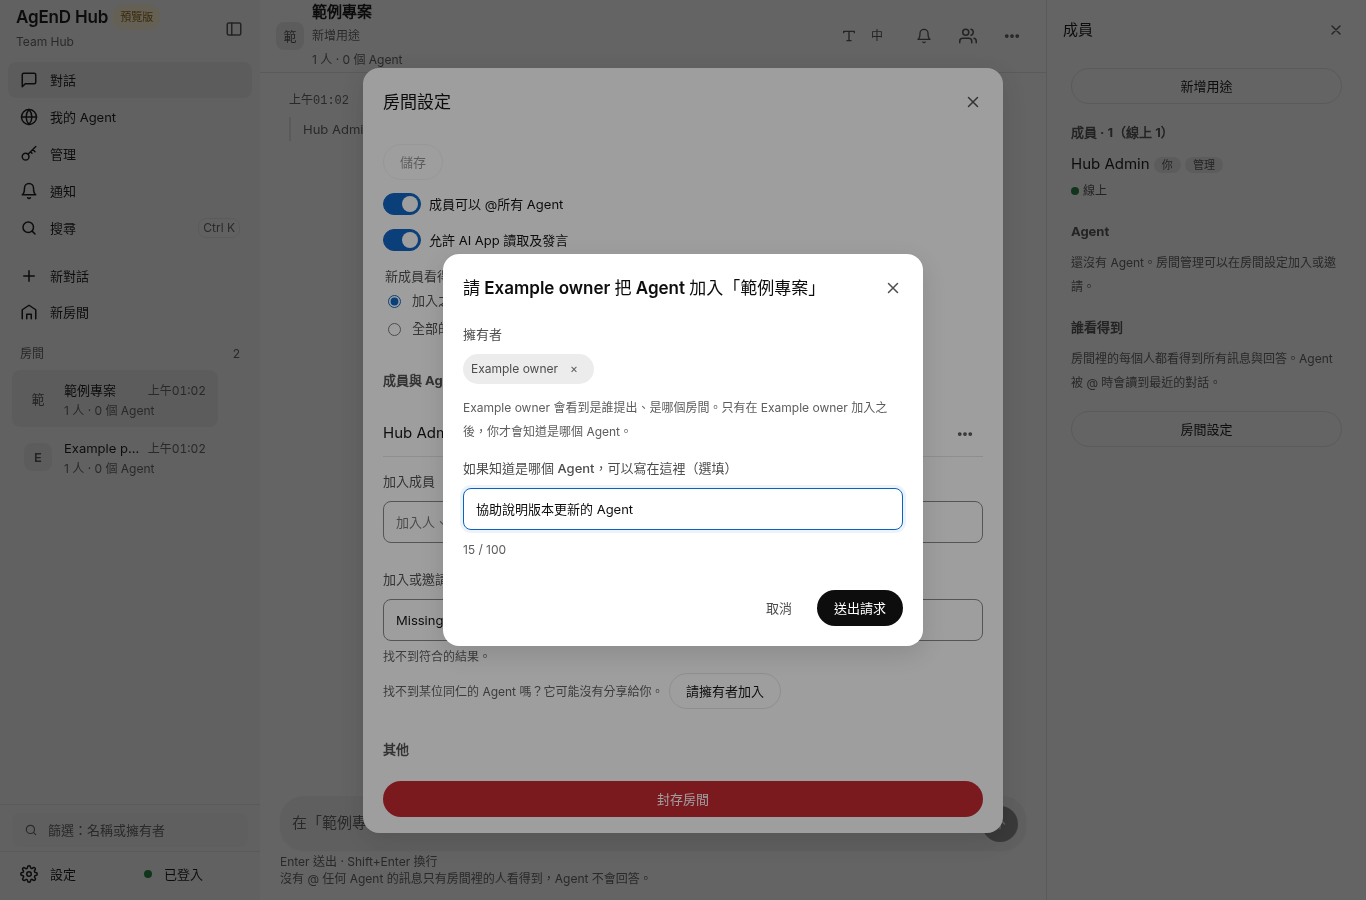 AgEnD Hub 預覽版
Team Hub
對話
我的 Agent
管理
通知
搜尋 Ctrl K
新對話
新房間
房間 2
範 範例專案 上午01:02
1 人 · 0 個 Agent
E Example p... 上午01:02
1 人 · 0 個 Agent
篩選：名稱或擁有者
設定 已登入
範 範例專案
新增用途
1 人 · 0 個 Agent
中
上午01:02
Hub Admi
房間設定
儲存
成員可以 @所有 Agent
允許 AI App 讀取及發言
新成員看得
加入之
全部的
成員與 Ag
Hub Adm
加入成員
加入人、
加入或邀請
Missing
找不到符合的結果。
找不到某位同仁的 Agent 嗎？它可能沒有分享給你。 請擁有者加入
其他
封存房間
請 Example owner 把 Agent 加入「範例專案」
擁有者
Example owner ×
Example owner 會看到是誰提出、是哪個房間。只有在 Example owner 加入之
後，你才會知道是哪個 Agent。
如果知道是哪個 Agent，可以寫在這裡（選填）
協助說明版本更新的 Agent
15 / 100
取消 送出請求
在「範例專
Enter 送出 · Shift+Enter 換行
沒有 @ 任何 Agent 的訊息只有房間裡的人看得到，Agent 不會回答。
成員
新增用途
成員 · 1（線上 1）
Hub Admin 你 管理
線上
Agent
還沒有 Agent。房間管理可以在房間設定加入或邀
請。
誰看得到
房間裡的每個人都看得到所有訊息與回答。Agent
被 @ 時會讀到最近的對話。
房間設定